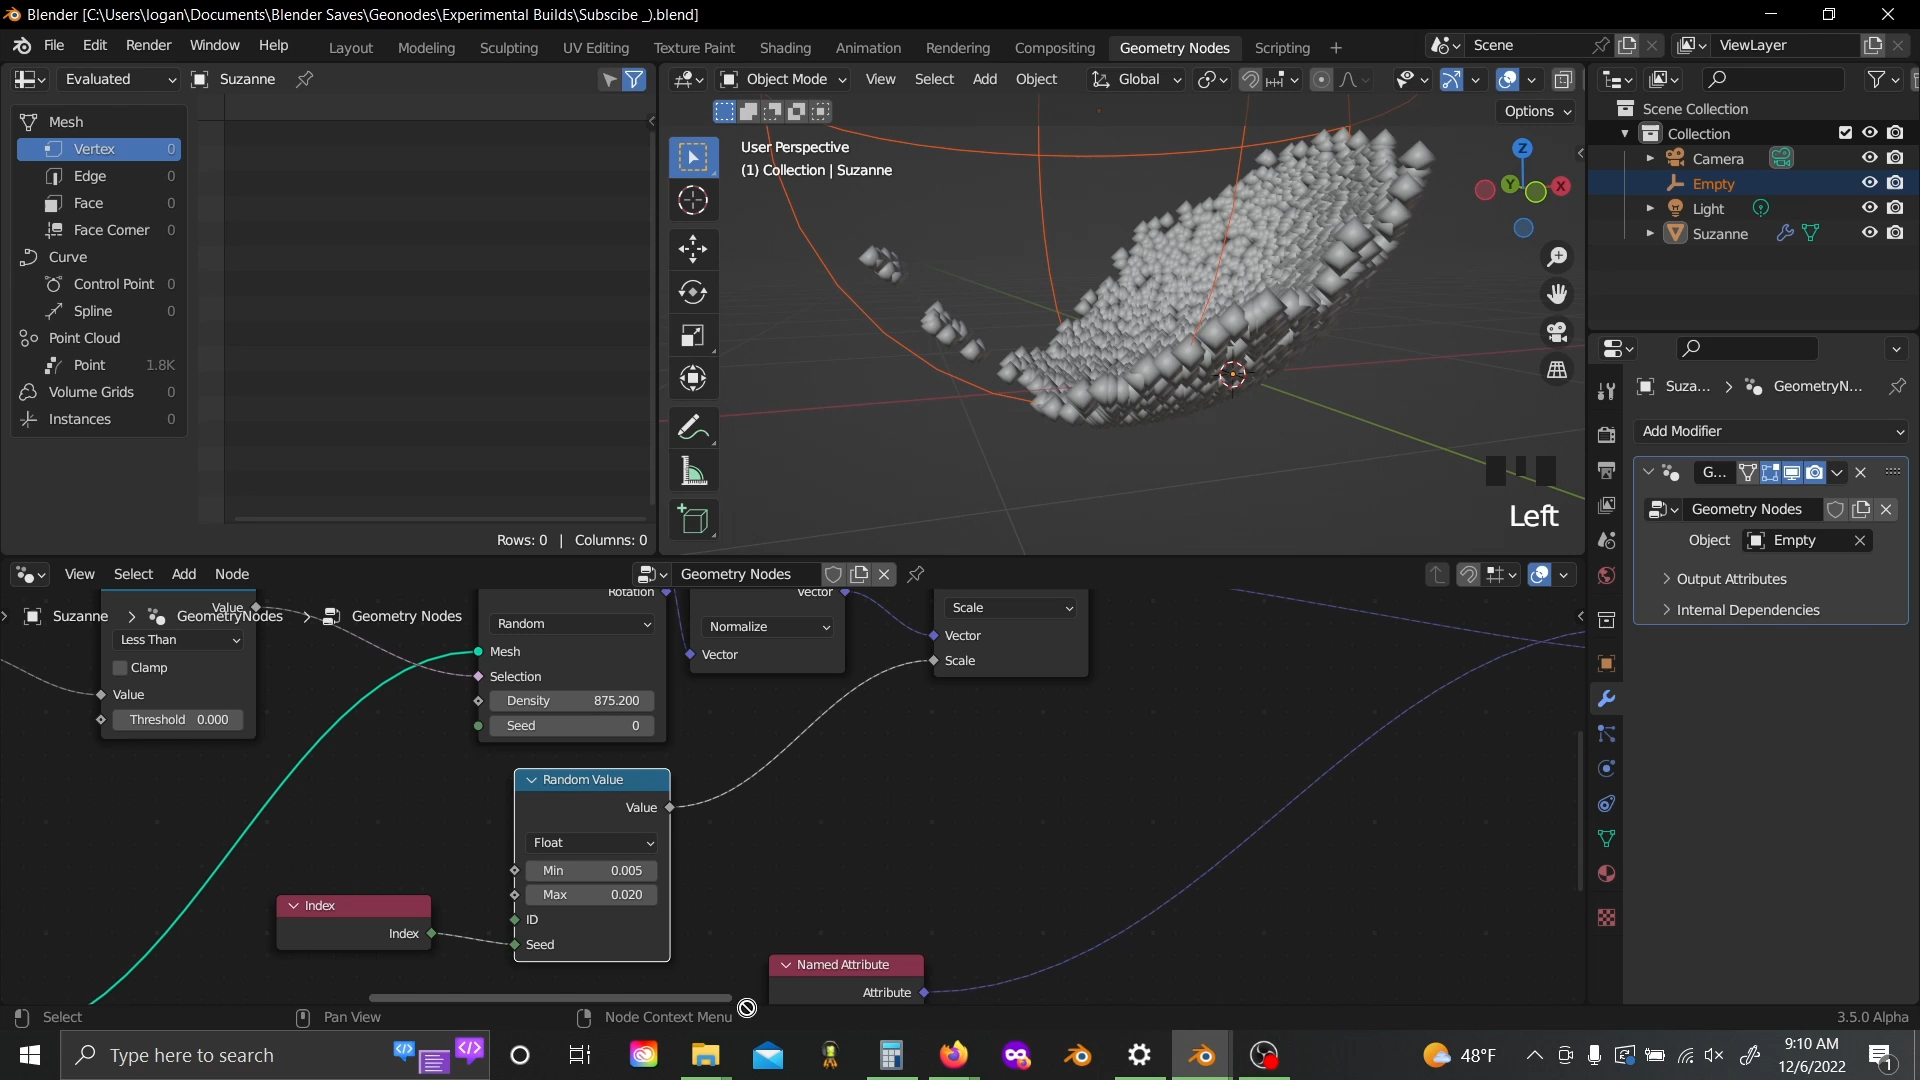 Blender [C:\Users\logan\Documents\Blender Saves\Geonodes\Experimental Builds\Subscibe _).blend]
File Edit Render Window Help Layout Modeling Sculpting UV Editing Texture Paint Shading Animation Rendering Compositing Geometry Nodes Scripting + Scene ViewLayer
Evaluated Suzanne
Object Mode View Select Add Object Global
Options
Mesh
Vertex 0
Edge 0
Face 0
Face Corner 0
Curve
Control Point 0
Spline 0
Point Cloud
Point 1.8K
Volume Grids 0
Instances 0
Rows: 0 | Columns: 0
User Perspective
(1) Collection | Suzanne
Z
Y
X
Left
Scene Collection
Collection
Camera
Empty
Light
Suzanne
Suza... > GeometryN...
Add Modifier
G...
Geometry Nodes
Object Empty
Output Attributes
Internal Dependencies
View Select Add Node Geometry Nodes
Suzanne > GeometryNodes > Geometry Nodes
Value
Less Than
Clamp
Value
Threshold 0.000
Rotation
Random
Mesh
Selection
Density 875.200
Seed 0
Vector
Normalize
Vector
Scale
Vector
Scale
Random Value
Value
Float
Min 0.005
Max 0.020
ID
Seed
Index
Index
Named Attribute
Attribute
Select Pan View Node Context Menu 3.5.0 Alpha
Type here to search
48°F
9:10 AM
12/6/2022
1